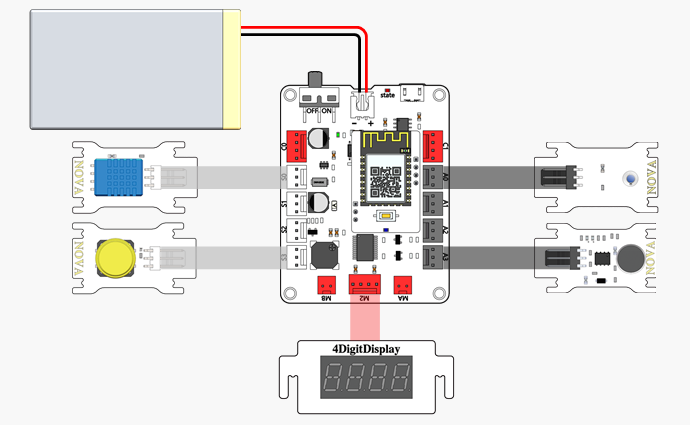 state
OFF ON
- +
C0
C1
S0
A0
S1
A1
S2
A2
S3
A3
NOVA
NOVA
NOVA
NOVA
MB
M2
MA
4DigitDisplay
8888